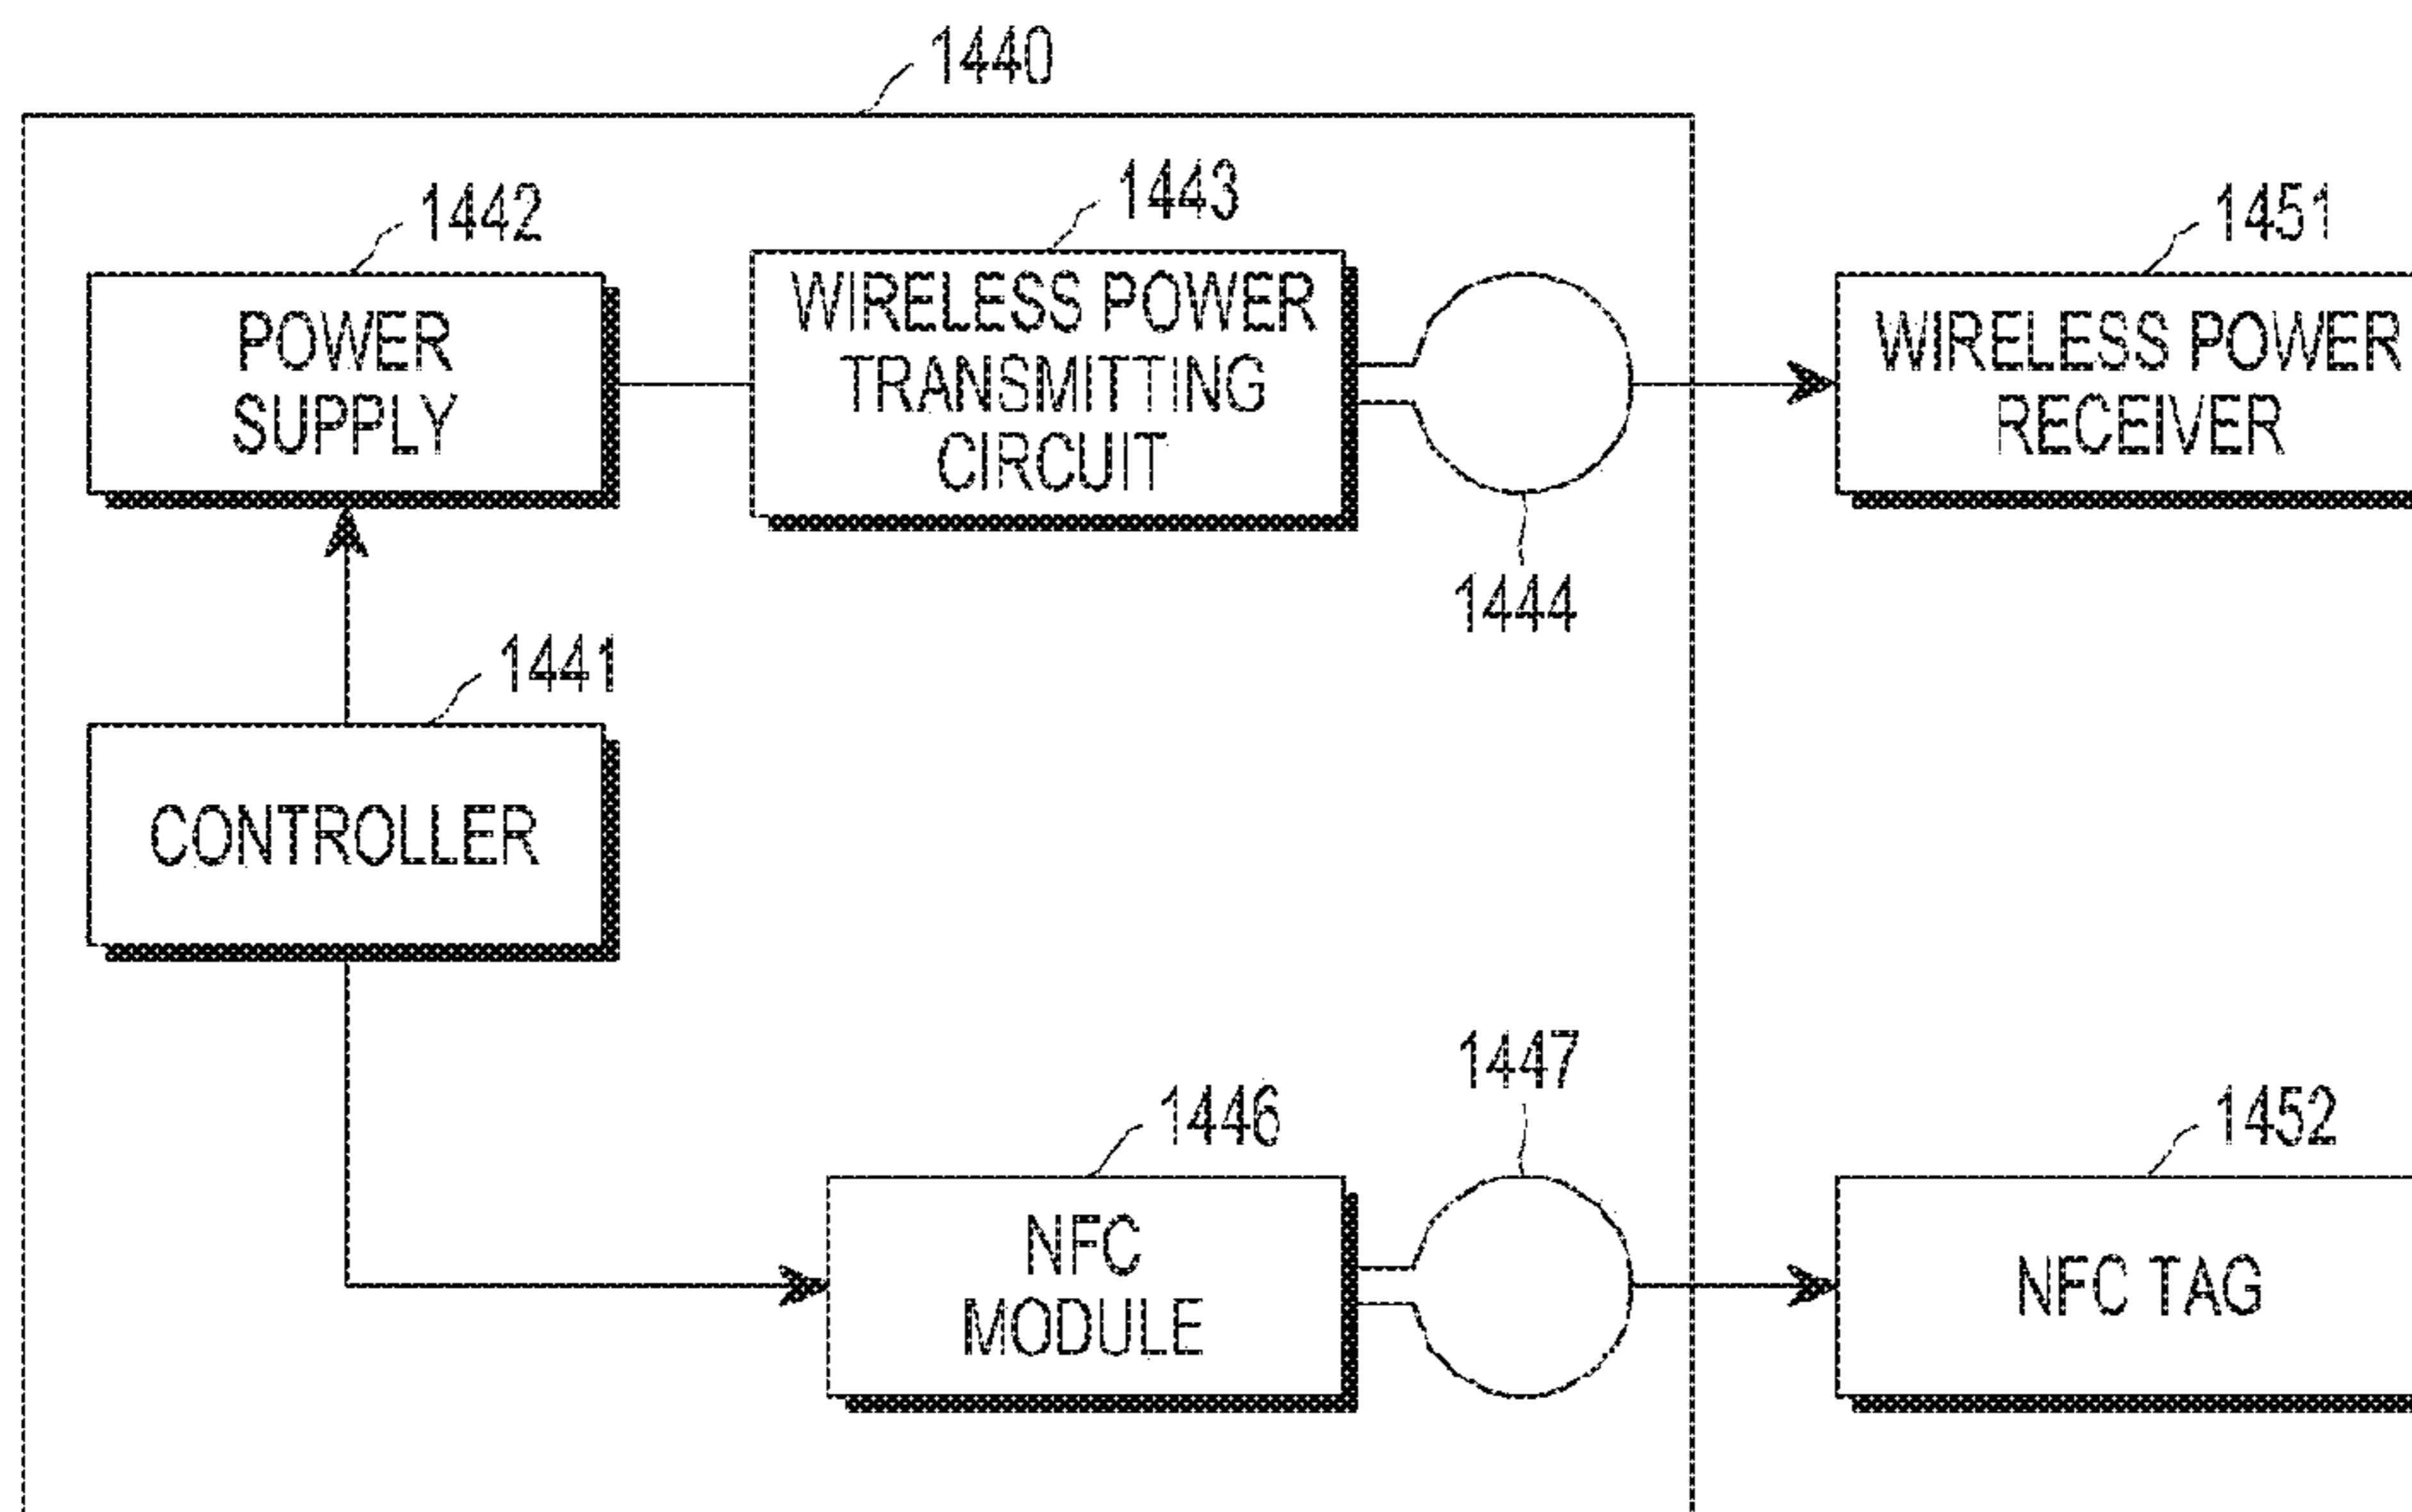 1440
1442
1443
1451
POWER
SUPPLY
WIRELESS POWER
TRANSMITTING
CIRCUIT
WIRELESS POWER
RECEIVER
1444
1441
CONTROLLER
1447
1446
1452
NFC
MODULE
NFC TAG